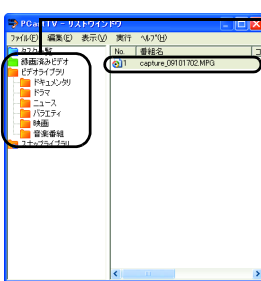 PCastTV - リストウインドウ
ファイル(F) 編集(E) 表示(V) 実行 ヘルプ(H)
No. 番組名
録画済みビデオ
1 capture_09101702.MPG
ビデオライブラリ
ドキュメンタリ
ドラマ
ニュース
バラエティ
映画
音楽番組
スナップライブラリ